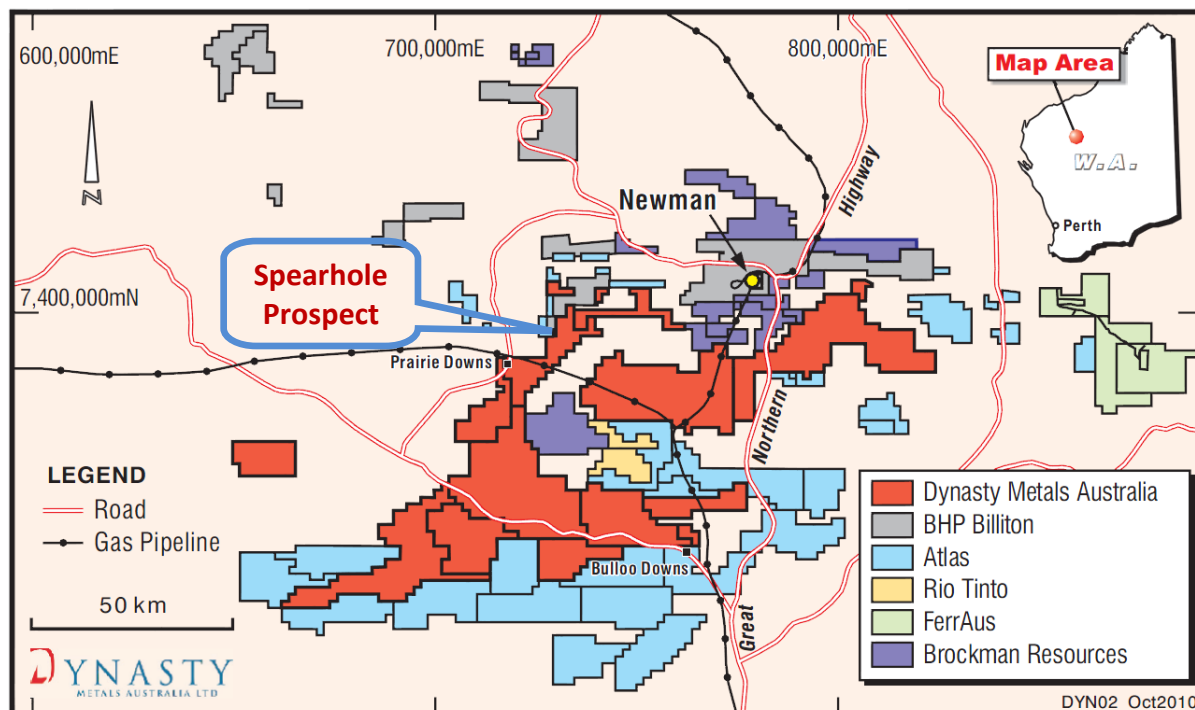 600,000mE
700,000mE
800,000mE
Map Area
W.A.
Perth
N
Newman
Highway
Spearhole
Prospect
7,400,000mN
Prairie Downs
Northern
LEGEND
Road
Gas Pipeline
50 km
Bulloo Downs
Great
Dynasty Metals Australia
BHP Billiton
Atlas
Rio Tinto
FerrAus
Brockman Resources
DYNASTY
METALS AUSTRALIA LTD
DYN02_Oct2010